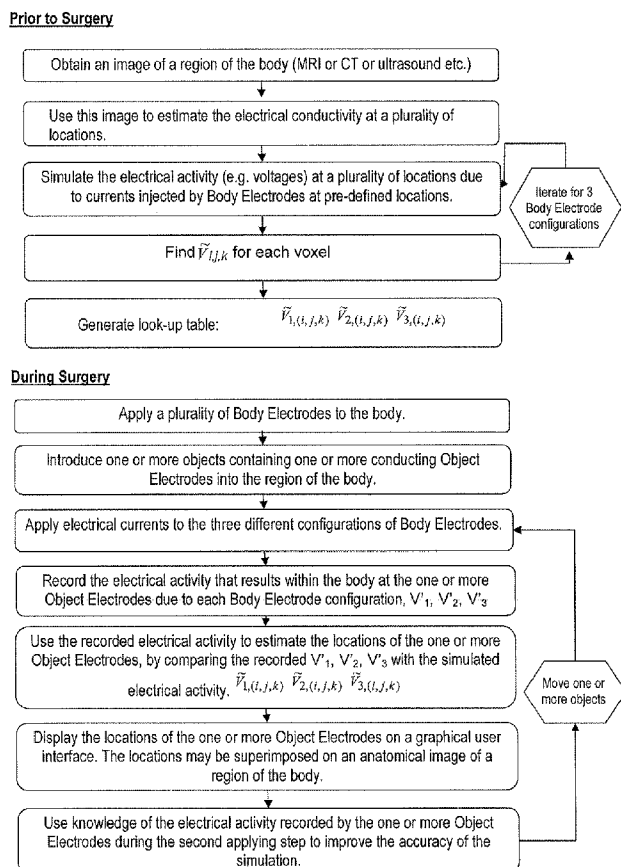 Prior to Surgery
Obtain an image of a region of the body (MRI or CT or ultrasound etc.)
Use this image to estimate the electrical conductivity at a plurality of
locations.
Simulate the electrical activity (e.g. voltages) at a plurality of locations due
to currents injected by Body Electrodes at pre-defined locations.
Iterate for 3
Body Electrode
configurations
Find Ṽi,j,k for each voxel
Generate look-up table: Ṽ1,(i,j,k) Ṽ2,(i,j,k) Ṽ3,(i,j,k)
During Surgery
Apply a plurality of Body Electrodes to the body.
Introduce one or more objects containing one or more conducting Object
Electrodes into the region of the body.
Apply electrical currents to the three different configurations of Body Electrodes.
Record the electrical activity that results within the body at the one or more
Object Electrodes due to each Body Electrode configuration, V'1, V'2, V'3
Use the recorded electrical activity to estimate the locations of the one or more
Object Electrodes, by comparing the recorded V'1, V'2, V'3 with the simulated
electrical activity. Ṽ1,(i,j,k) Ṽ2,(i,j,k) Ṽ3,(i,j,k)
Move one or
more objects
Display the locations of the one or more Object Electrodes on a graphical user
interface. The locations may be superimposed on an anatomical image of a
region of the body.
Use knowledge of the electrical activity recorded by the one or more Object
Electrodes during the second applying step to improve the accuracy of the
simulation.